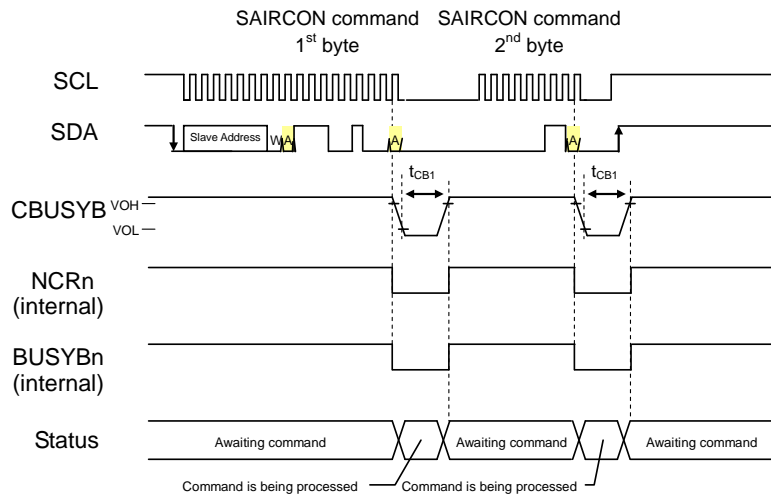 SAIRCON command
1st byte
SAIRCON command
2nd byte
SCL
SDA
Slave Address
W
A
A
A
tCB1
tCB1
CBUSYB
VOH
VOL
NCRn
(internal)
BUSYBn
(internal)
Status
Awaiting command
Awaiting command
Awaiting command
Command is being processed
Command is being processed